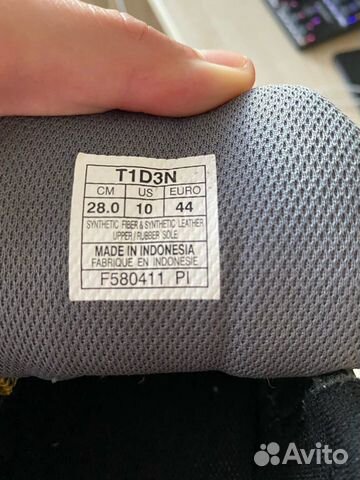 T1D3N
CM US EURO
28.0 10 44
SYNTHETIC FIBER & SYNTHETIC LEATHER
UPPER / RUBBER SOLE
MADE IN INDONESIA
FABRIQUE EN INDONESIE
F580411 PI
Avito